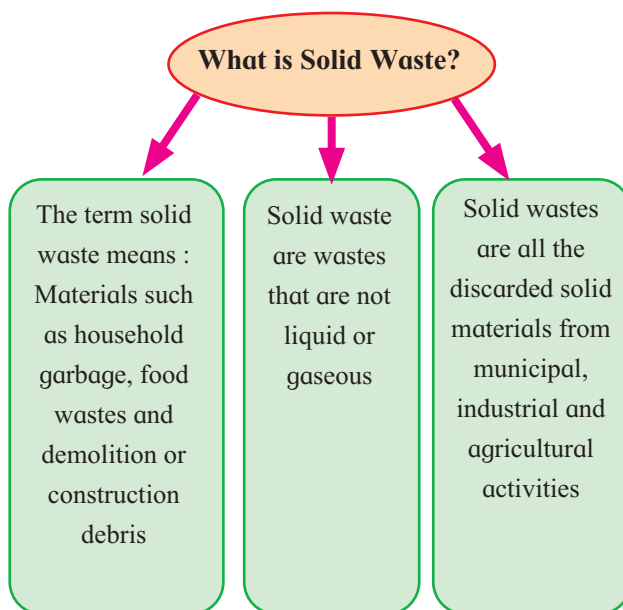 What is Solid Waste?
The term solid
waste means :
Materials such
as household
garbage, food
wastes and
demolition or
construction
debris
Solid waste
are wastes
that are not
liquid or
gaseous
Solid wastes
are all the
discarded solid
materials from
municipal,
industrial and
agricultural
activities